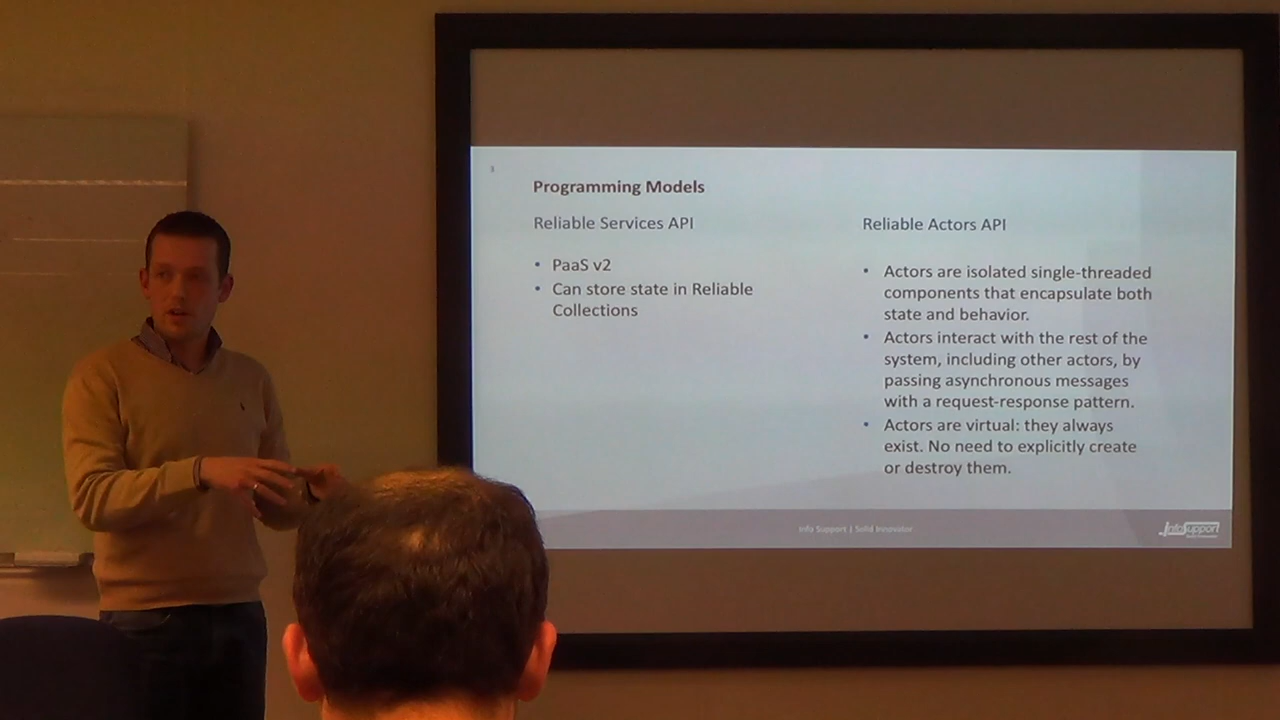 3
Programming Models
Reliable Services API
• PaaS v2
• Can store state in Reliable
Collections
Reliable Actors API
• Actors are isolated single-threaded
components that encapsulate both
state and behavior.
• Actors interact with the rest of the
system, including other actors, by
passing asynchronous messages
with a request-response pattern.
• Actors are virtual: they always
exist. No need to explicitly create
or destroy them.
Info Support | Solid Innovator
infoSupport